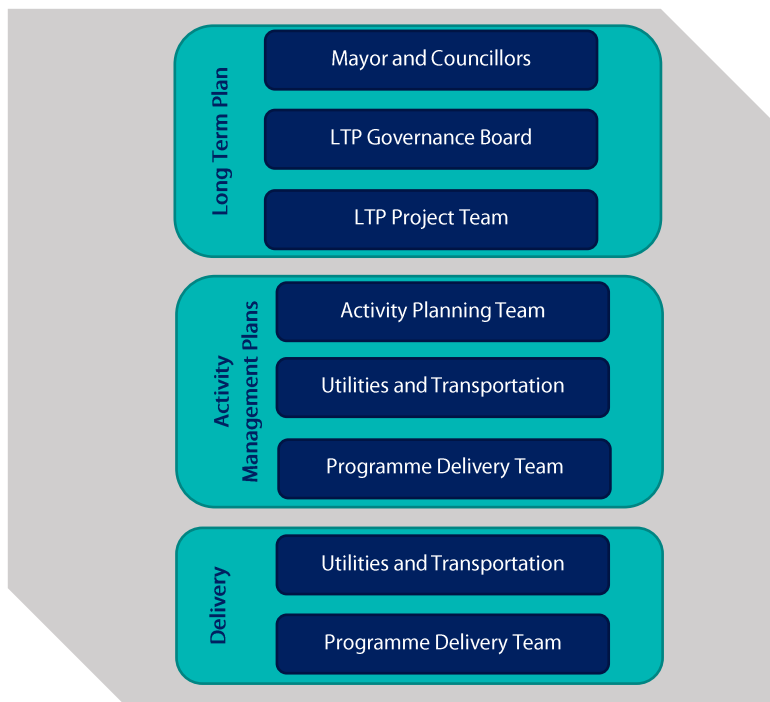 Long Term Plan
Mayor and Councillors
LTP Governance Board
LTP Project Team
Activity
Management Plans
Activity Planning Team
Utilities and Transportation
Programme Delivery Team
Delivery
Utilities and Transportation
Programme Delivery Team